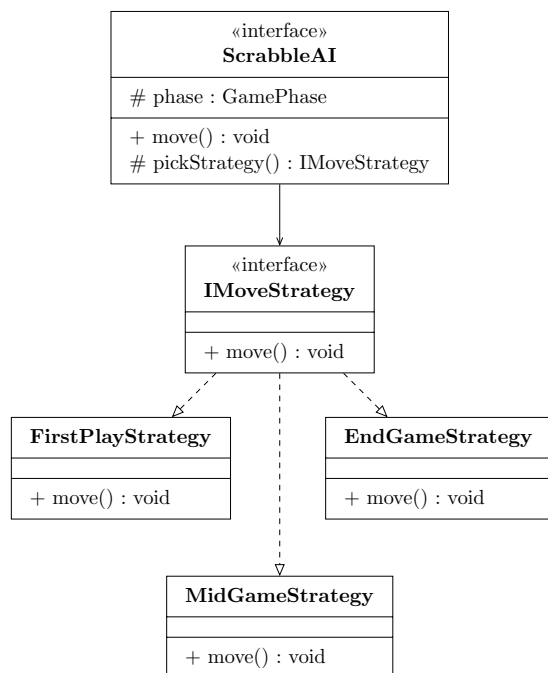 «interface»
ScrabbleAI
# phase : GamePhase
+ move() : void
# pickStrategy() : IMoveStrategy
«interface»
IMoveStrategy
+ move() : void
FirstPlayStrategy
+ move() : void
EndGameStrategy
+ move() : void
MidGameStrategy
+ move() : void